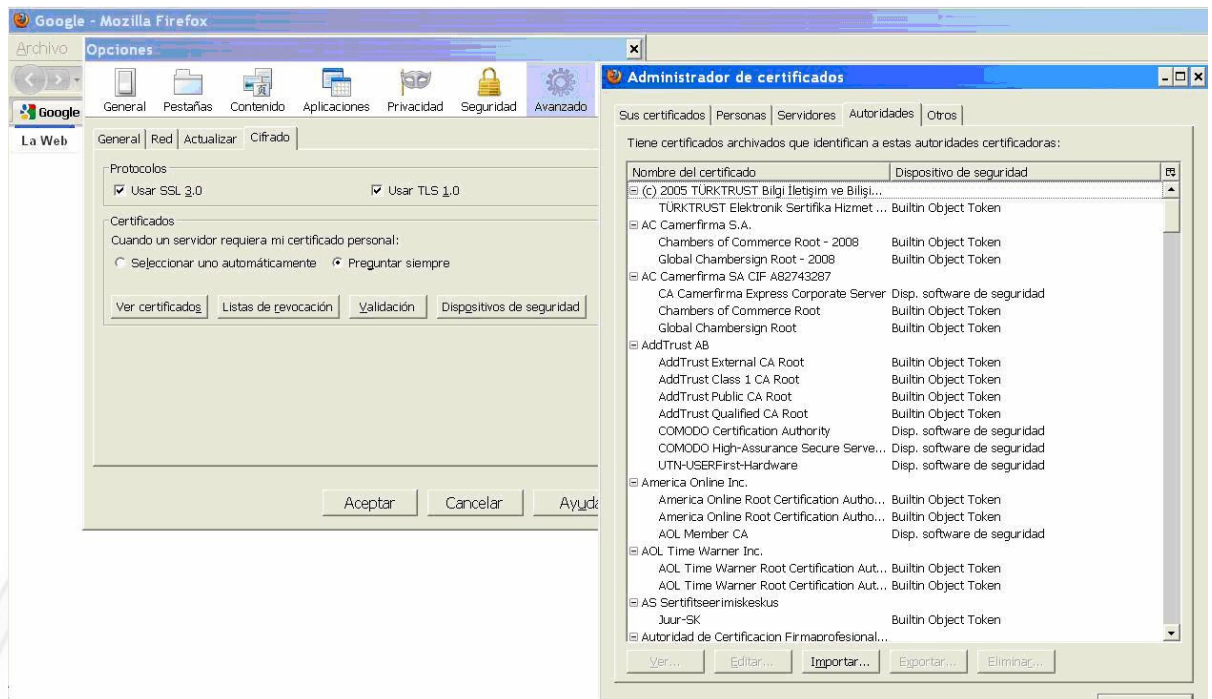 Google - Mozilla Firefox
Archivo
Opciones
General Pestañas Contenido Aplicaciones Privacidad Seguridad Avanzado
Google
La Web
General Red Actualizar Cifrado
Protocolos
Usar SSL 3.0 Usar TLS 1.0
Certificados
Cuando un servidor requiera mi certificado personal:
Seleccionar uno automáticamente Preguntar siempre
Ver certificados Listas de revocación Validación Dispositivos de seguridad
Aceptar Cancelar
Administrador de certificados
Sus certificados Personas Servidores Autoridades Otros
Tiene certificados archivados que identifican a estas autoridades certificadoras:
Nombre del certificado Dispositivo de seguridad
(c) 2005 TÜRKTRUST Bilgi İletişim ve Bilişi...
TÜRKTRUST Elektronik Sertifika Hizmet ... Builtin Object Token
AC Camerfirma S.A.
Chambers of Commerce Root - 2008 Builtin Object Token
Global Chambersign Root - 2008 Builtin Object Token
AC Camerfirma SA CIF A82743287
CA Camerfirma Express Corporate Server Disp. software de seguridad
Chambers of Commerce Root Builtin Object Token
Global Chambersign Root Builtin Object Token
AddTrust AB
AddTrust External CA Root Builtin Object Token
AddTrust Class 1 CA Root Builtin Object Token
AddTrust Public CA Root Builtin Object Token
AddTrust Qualified CA Root Builtin Object Token
COMODO Certification Authority Disp. software de seguridad
COMODO High-Assurance Secure Serve... Disp. software de seguridad
UTN-USERFirst-Hardware Disp. software de seguridad
America Online Inc.
America Online Root Certification Autho... Builtin Object Token
America Online Root Certification Autho... Builtin Object Token
AOL Member CA Disp. software de seguridad
AOL Time Warner Inc.
AOL Time Warner Root Certification Aut... Builtin Object Token
AOL Time Warner Root Certification Aut... Builtin Object Token
AS Sertifitseerimiskeskus
Juur-SK Builtin Object Token
Autoridad de Certificacion Firmaprofesional...
Ver... Editar... Importar... Exportar... Eliminar...